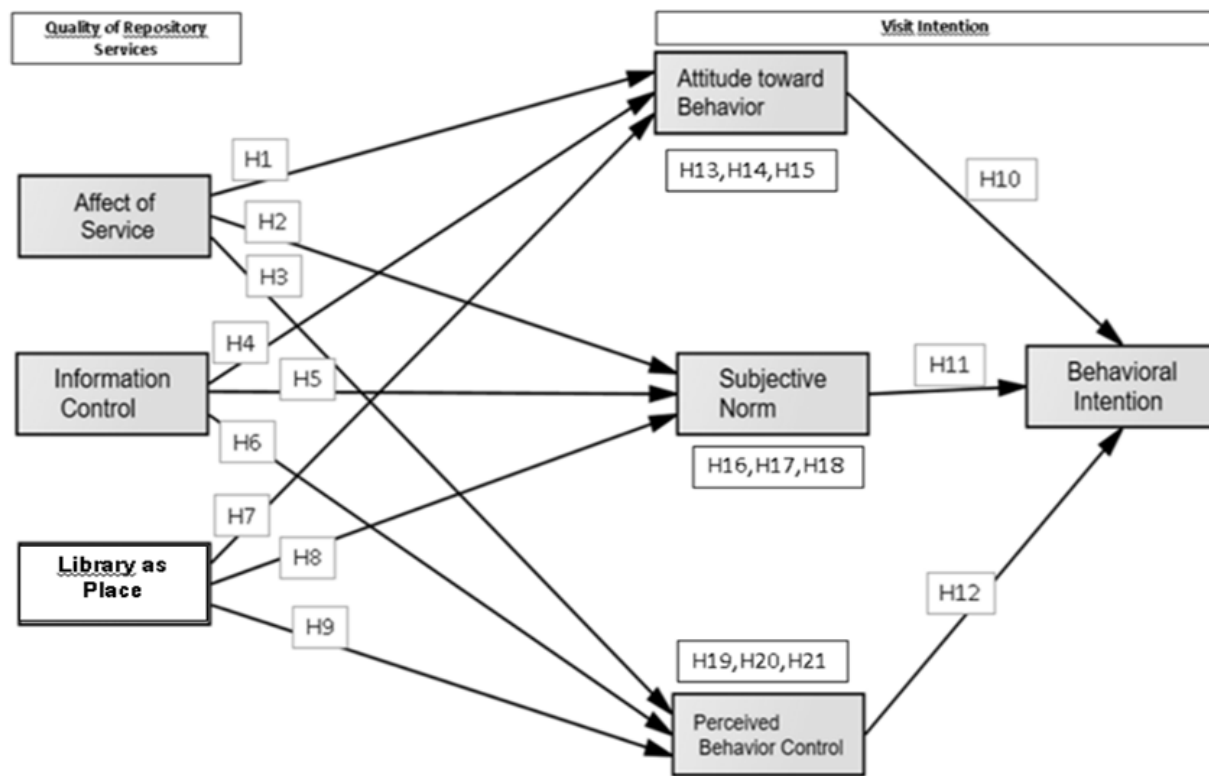 Quality of Repository
Services
Visit Intention
Attitude toward
Behavior
H13,H14,H15
H1
H10
Affect of
Service
H2
H3
H4
Information
Control
H5
H11
Subjective
Norm
Behavioral
Intention
H6
H16,H17,H18
H7
Library as
Place
H8
H12
H9
H19,H20,H21
Perceived
Behavior Control